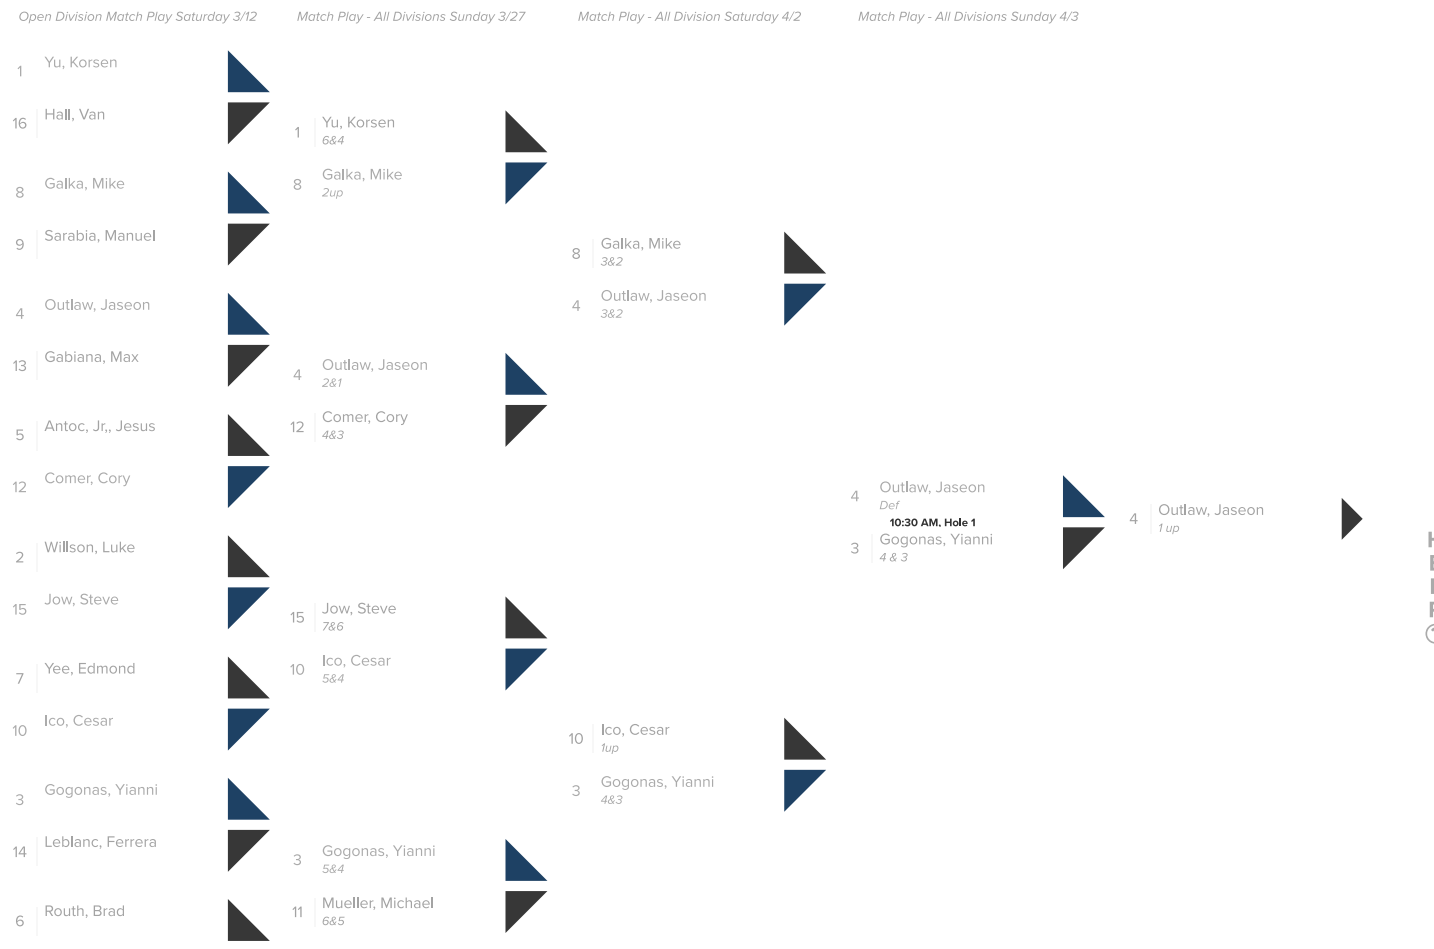 Open Division Match Play Saturday 3/12
Match Play - All Divisions Sunday 3/27
Match Play - All Division Saturday 4/2
Match Play - All Divisions Sunday 4/3
1 Yu, Korsen
16 Hall, Van
8 Galka, Mike
9 Sarabia, Manuel
4 Outlaw, Jaseon
13 Gabiana, Max
5 Antoc, Jr,, Jesus
12 Comer, Cory
2 Willson, Luke
15 Jow, Steve
7 Yee, Edmond
10 Ico, Cesar
3 Gogonas, Yianni
14 Leblanc, Ferrera
6 Routh, Brad
1 Yu, Korsen
6&4
8 Galka, Mike
2up
4 Outlaw, Jaseon
2&1
12 Comer, Cory
4&3
15 Jow, Steve
7&6
10 Ico, Cesar
5&4
3 Gogonas, Yianni
5&4
11 Mueller, Michael
6&5
8 Galka, Mike
3&2
4 Outlaw, Jaseon
3&2
10 Ico, Cesar
1up
3 Gogonas, Yianni
4&3
4 Outlaw, Jaseon
Def
10:30 AM, Hole 1
3 Gogonas, Yianni
4 & 3
4 Outlaw, Jaseon
1 up